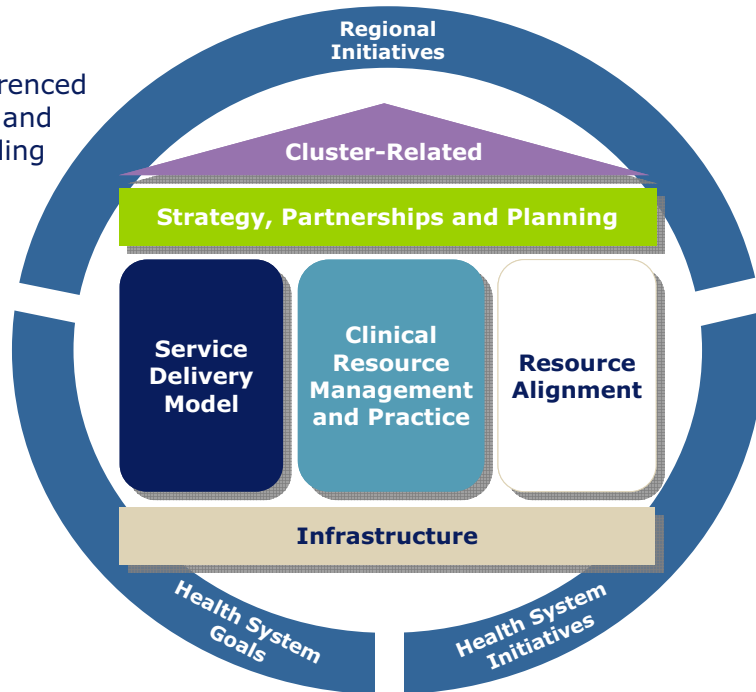 Regional
Initiatives
renced
and
ling
Cluster-Related
Strategy, Partnerships and Planning
Service
Delivery
Model
Clinical
Resource
Management
and Practice
Resource
Alignment
Infrastructure
Health System
Goals
Health System
Initiatives